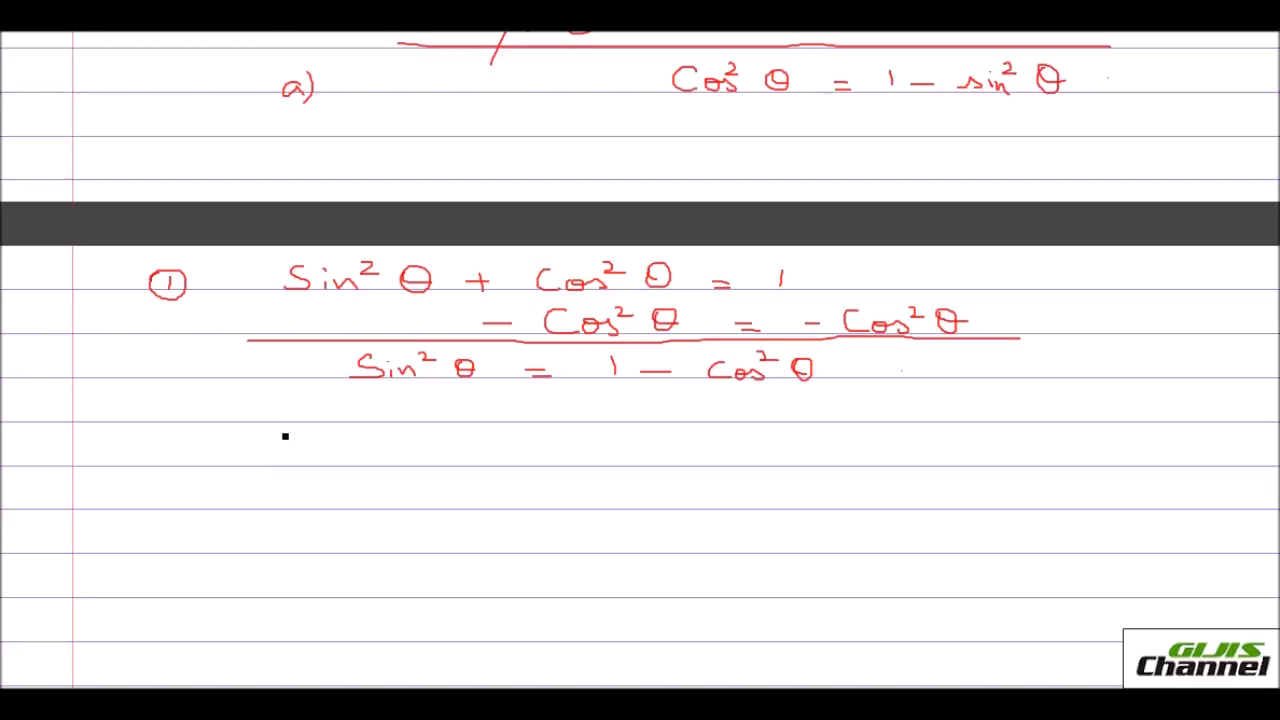 a) Cos² θ = 1 - sin² θ
① Sin² θ + Cos² θ = 1
- Cos² θ = - Cos² θ
Sin² θ = 1 - Cos² θ
GIJIS
Channel